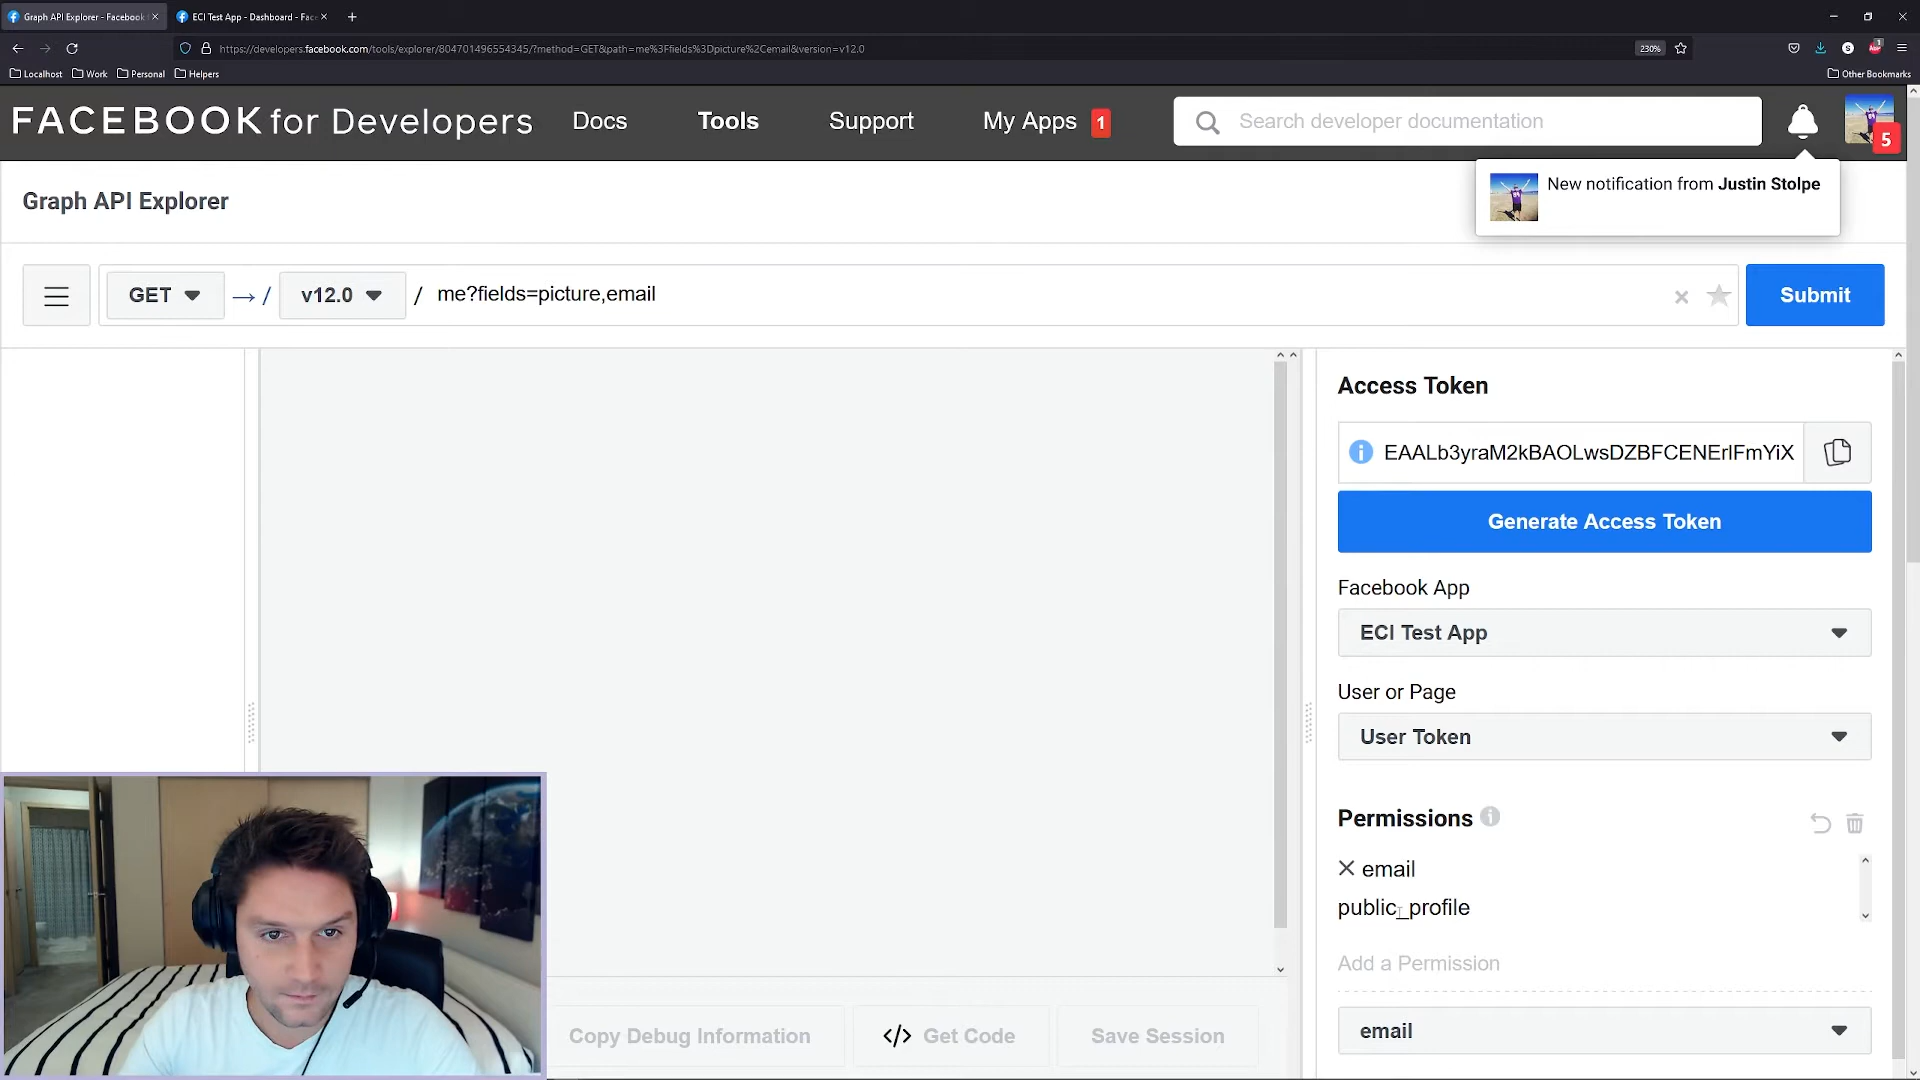 Graph API Explorer - Facebook
ECI Test App - Dashboard - Fac
https://developers.facebook.com/tools/explorer/804701496554345/?method=GET&path=me%3Ffields%3Dpicture%2Cemail&version=v12.0
230%
Localhost
Work
Personal
Helpers
Other Bookmarks
FACEBOOK for Developers
Docs
Tools
Support
My Apps 1
Search developer documentation
5
New notification from Justin Stolpe
Graph API Explorer
GET → / v12.0 / me?fields=picture,email
Submit
Access Token
EAALb3yraM2kBAOLwsDZBFCENErlFmYiX
Generate Access Token
Facebook App
ECI Test App
User or Page
User Token
Permissions
email
public_profile
Add a Permission
email
Copy Debug Information
</> Get Code
Save Session